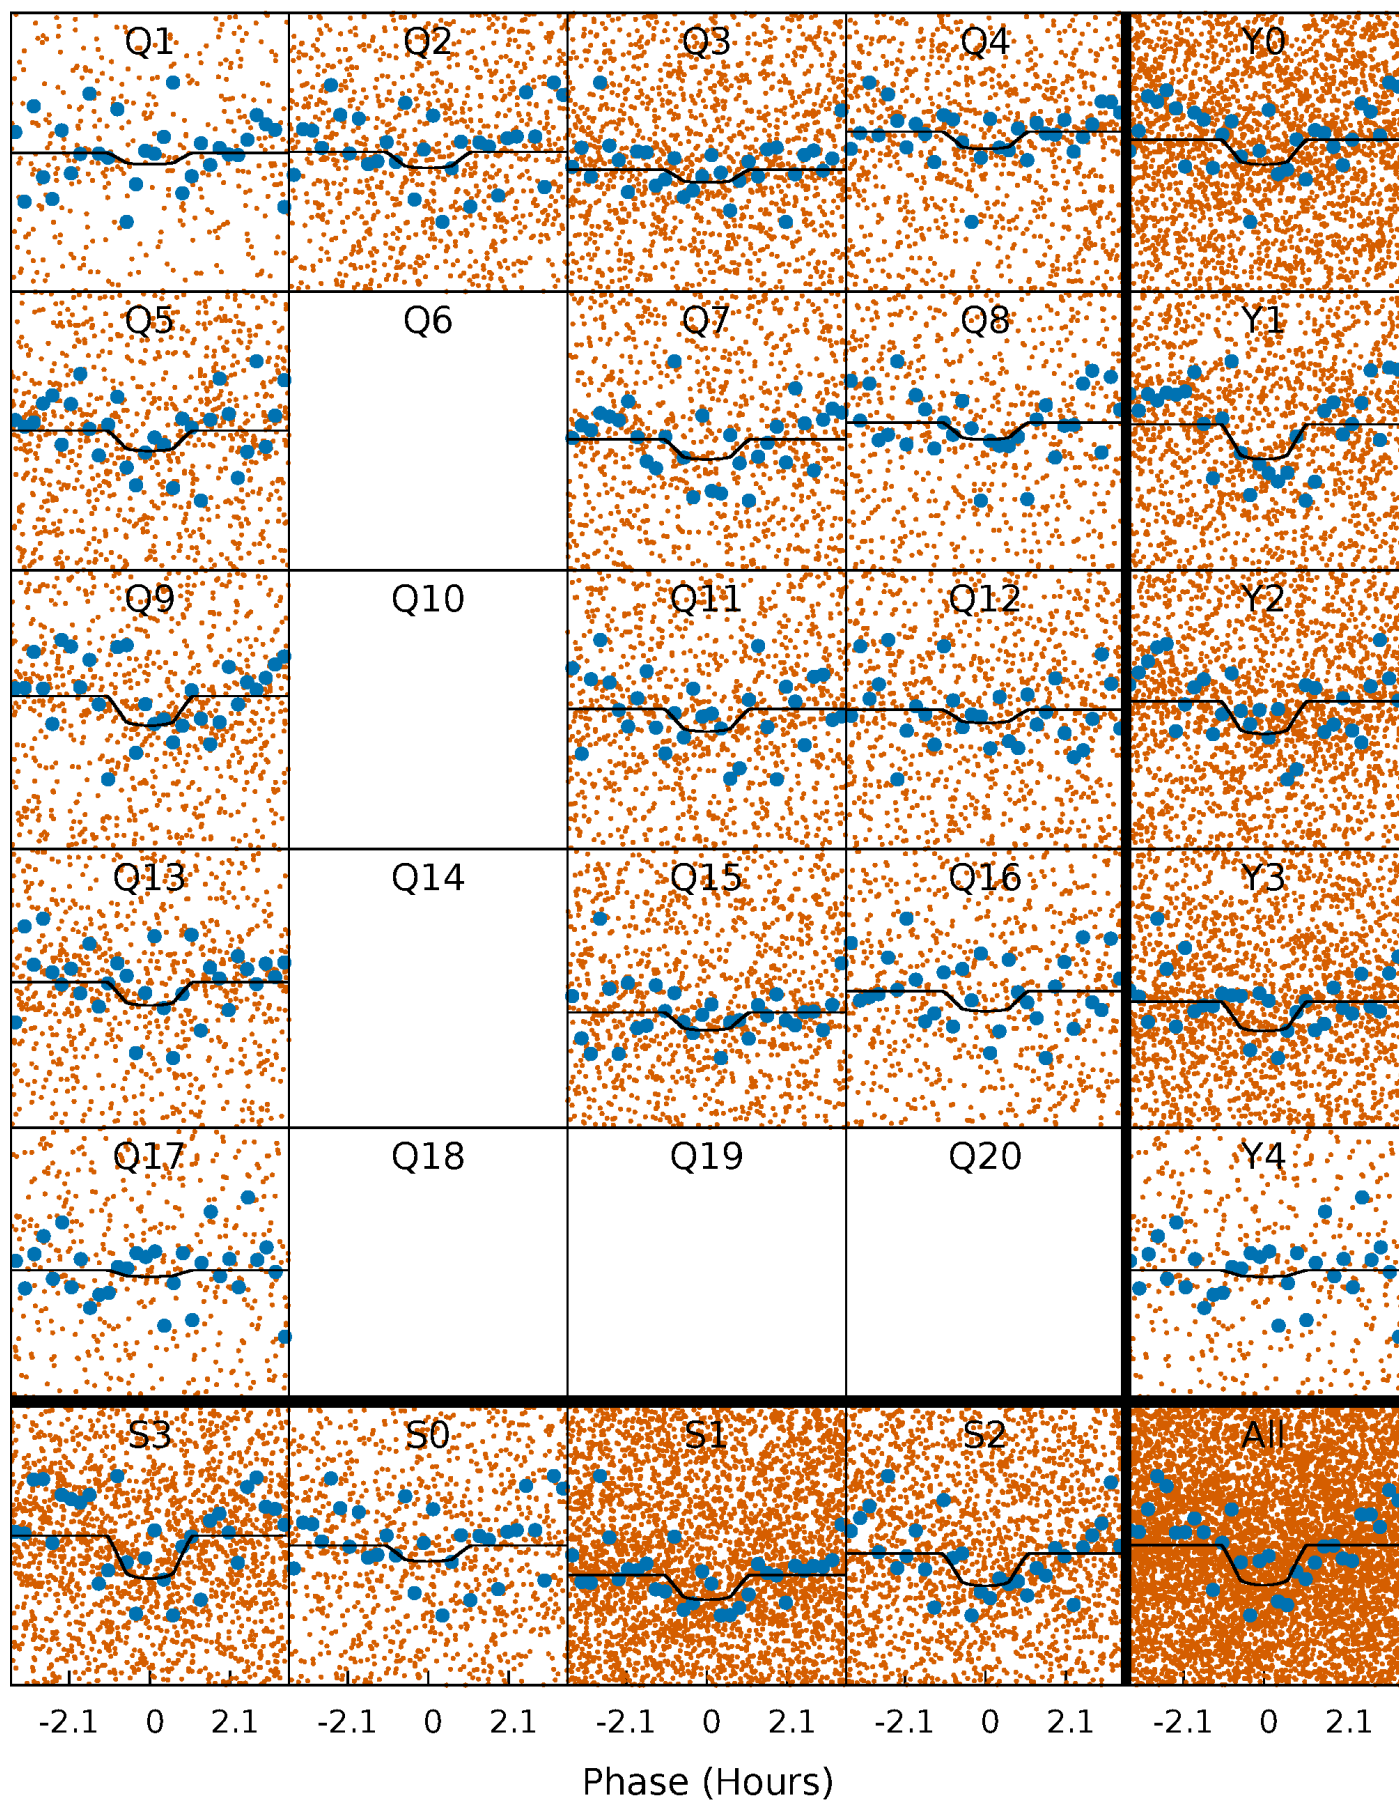 Q1 Q2 Q3 Q4 Y0
Q5 Q6 Q7 Q8 Y1
Q9 Q10 Q11 Q12 Y2
Q13 Q14 Q15 Q16 Y3
Q17 Q18 Q19 Q20 Y4
S3 S0 S1 S2 All
-2.1 0 2.1 -2.1 0 2.1 -2.1 0 2.1 -2.1 0 2.1 -2.1 0 2.1
Phase (Hours)